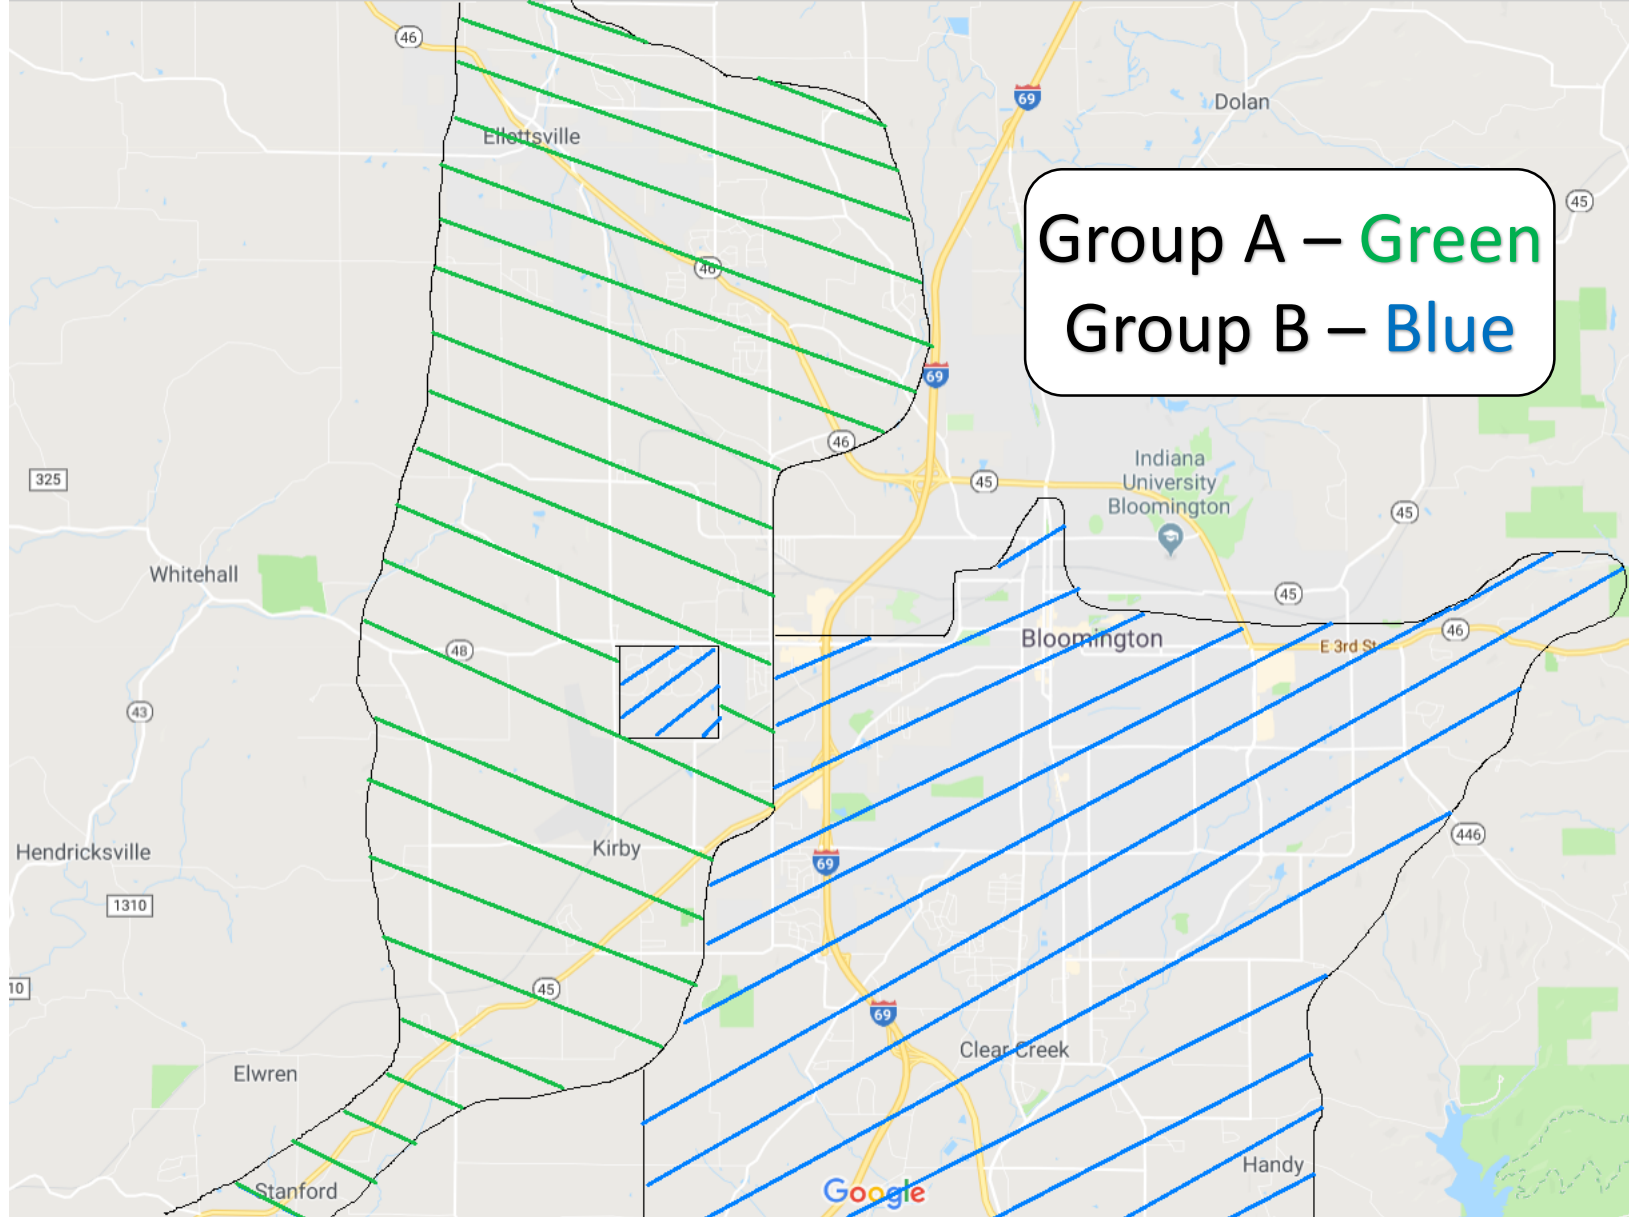 46
69
Dolan
Ellettsville
45
Group A – Green
Group B – Blue
46
69
46
Indiana
University
Bloomington
325
45
45
Whitehall
45
46
Bloomington
E 3rd St
48
43
446
Kirby
Hendricksville
69
1310
45
10
69
Clear Creek
Elwren
Handy
Stanford
Google